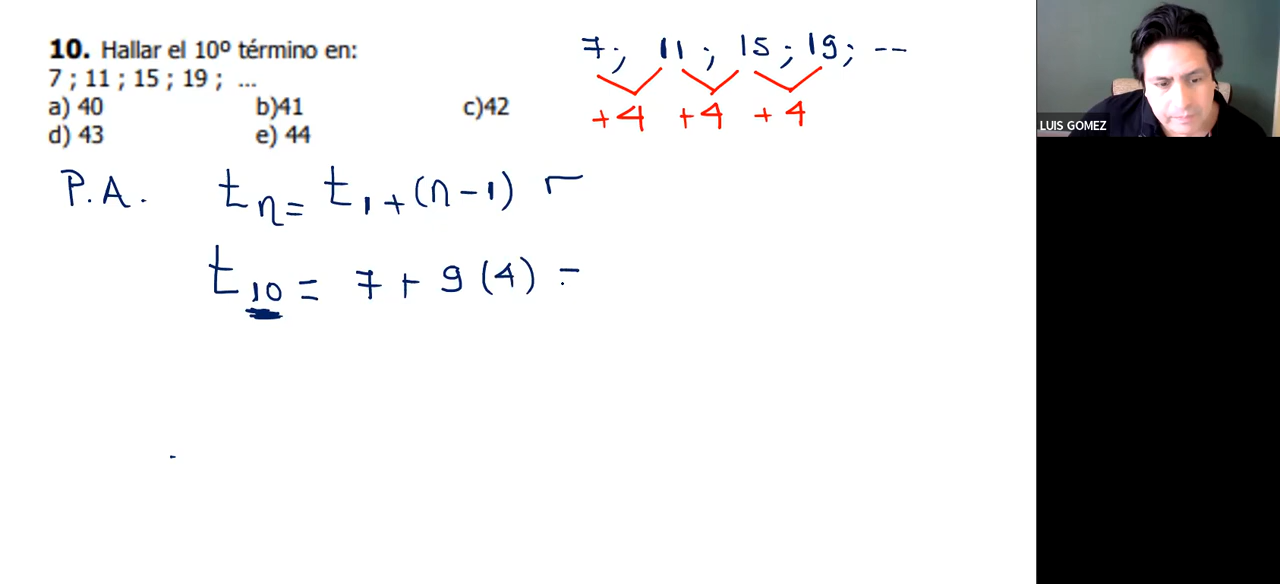 10. Hallar el 10º término en:
7 ; 11 ; 15 ; 19 ; ...
a) 40 b)41 c)42
d) 43 e) 44
7; 11 ; 15 ; 19; --
+4 +4 +4
P.A. tn= t1+(n-1) r
t10 = 7 + 9 (4) =
LUIS GOMEZ